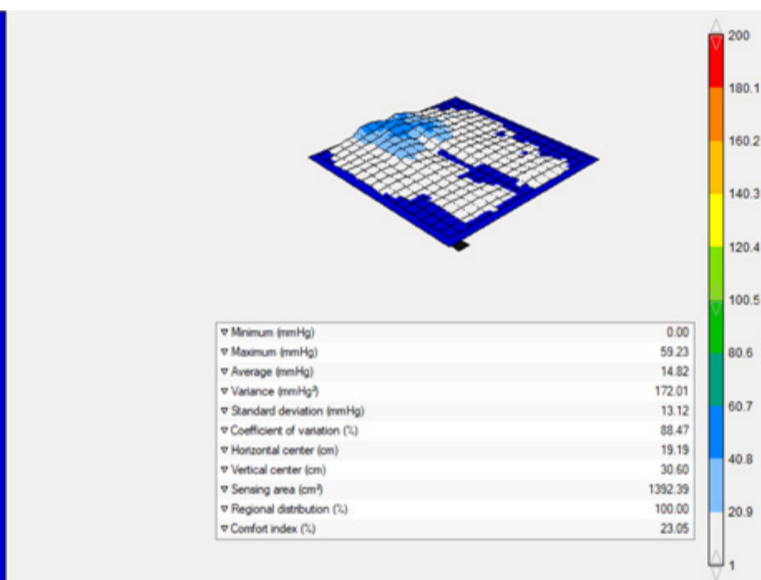 200
180.1
160.2
140.3
120.4
100.5
80.6
60.7
40.8
20.9
1
▽ Minimum (mmHg) 0.00
▽ Maximum (mmHg) 59.23
▽ Average (mmHg) 14.82
▽ Variance (mmHg²) 172.01
▽ Standard deviation (mmHg) 13.12
▽ Coefficient of variation (%) 88.47
▽ Horizontal center (cm) 19.19
▽ Vertical center (cm) 30.60
▽ Sensing area (cm²) 1392.39
▽ Regional distribution (%) 100.00
▽ Comfort index (%) 23.05